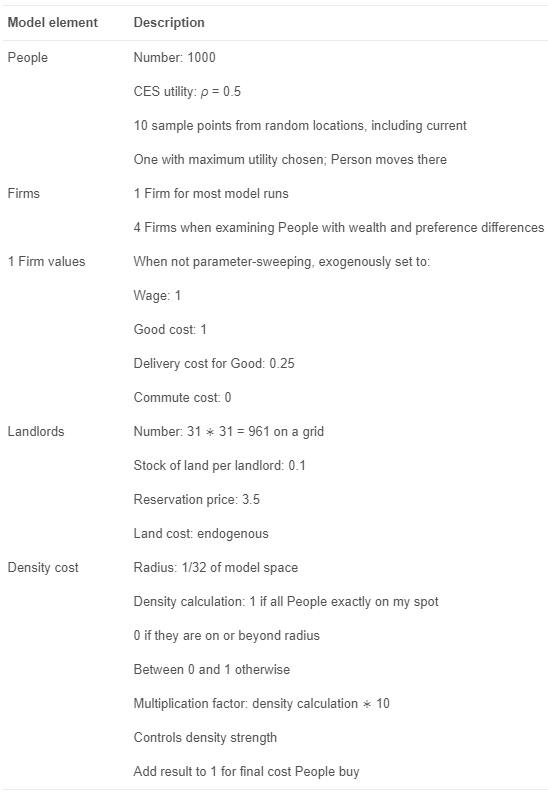 Model element Description
People Number: 1000
CES utility: ρ = 0.5
10 sample points from random locations, including current
One with maximum utility chosen; Person moves there
Firms 1 Firm for most model runs
4 Firms when examining People with wealth and preference differences
1 Firm values When not parameter-sweeping, exogenously set to:
Wage: 1
Good cost: 1
Delivery cost for Good: 0.25
Commute cost: 0
Landlords Number: 31 ∗ 31 = 961 on a grid
Stock of land per landlord: 0.1
Reservation price: 3.5
Land cost: endogenous
Density cost Radius: 1/32 of model space
Density calculation: 1 if all People exactly on my spot
0 if they are on or beyond radius
Between 0 and 1 otherwise
Multiplication factor: density calculation ∗ 10
Controls density strength
Add result to 1 for final cost People buy